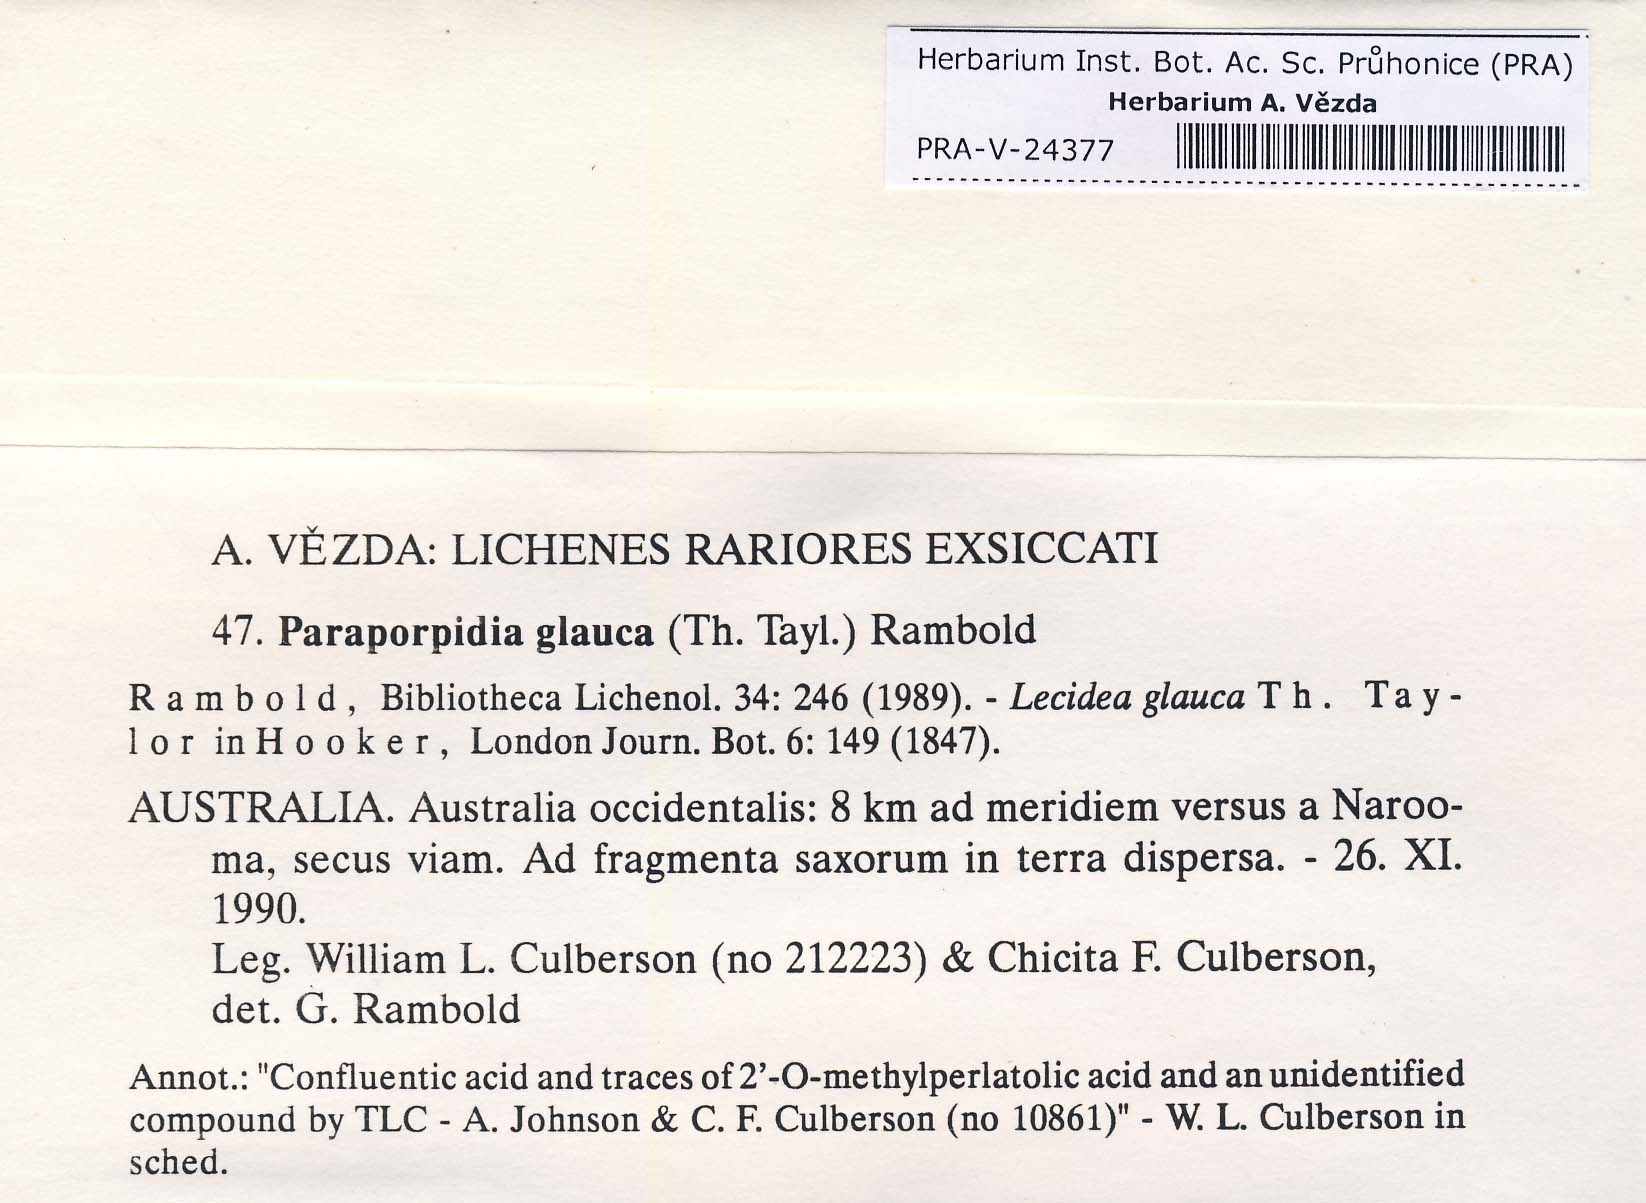 Herbarium Inst. Bot. Ac. Sc. Průhonice (PRA)
Herbarium A. Vězda
PRA-V-24377
A. VĚZDA: LICHENES RARIORES EXSICCATI
47. Paraporpidia glauca (Th. Tayl.) Rambold
Rambold, Bibliotheca Lichenol. 34: 246 (1989). - Lecidea glauca Th. Tay-
lor in Hooker, London Journ. Bot. 6: 149 (1847).
AUSTRALIA. Australia occidentalis: 8 km ad meridiem versus a Naroo-
ma, secus viam. Ad fragmenta saxorum in terra dispersa. - 26. XI.
1990.
Leg. William L. Culberson (no 212223) & Chicita F. Culberson,
det. G. Rambold
Annot.: "Confluentic acid and traces of 2’-O-methylperlatolic acid and an unidentified
compound by TLC - A. Johnson & C. F. Culberson (no 10861)" - W. L. Culberson in
sched.